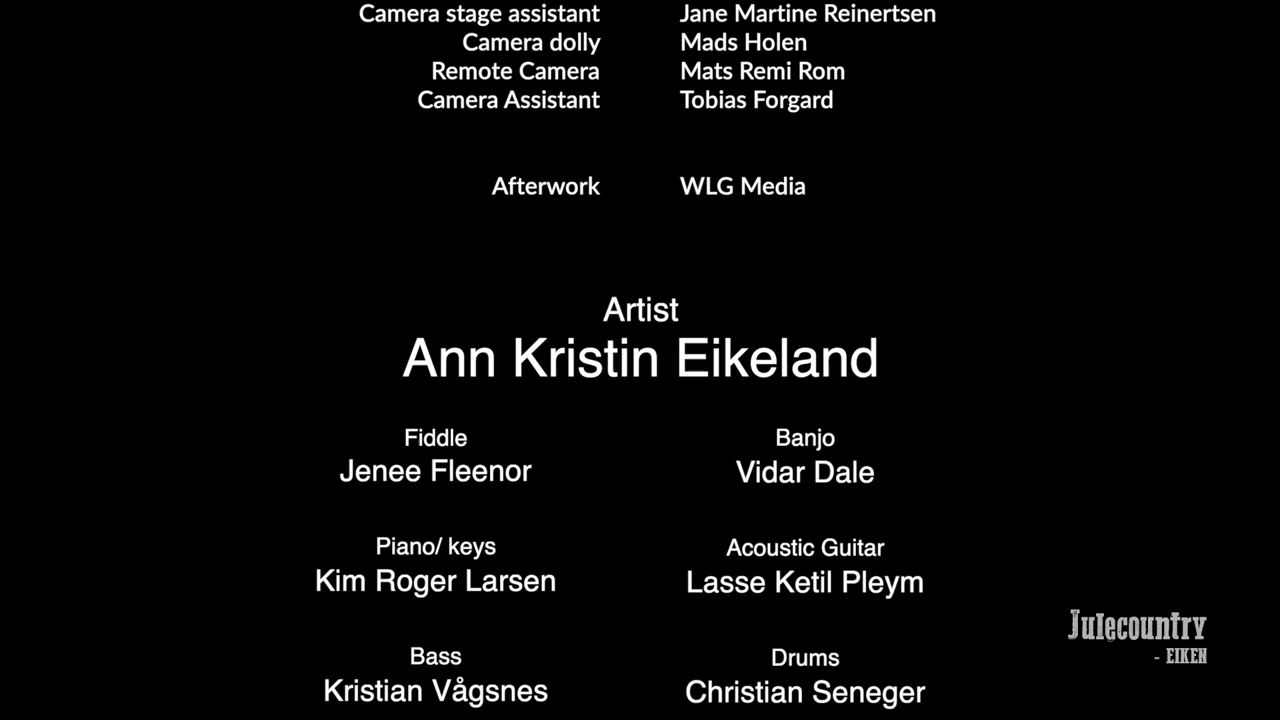 Camera stage assistant Jane Martine Reinertsen
Camera dolly Mads Holen
Remote Camera Mats Remi Rom
Camera Assistant Tobias Forgard
Afterwork WLG Media
Artist
Ann Kristin Eikeland
Fiddle Banjo
Jenee Fleenor Vidar Dale
Piano/ keys Acoustic Guitar
Kim Roger Larsen Lasse Ketil Pleym
Bass Drums
Kristian Vågsnes Christian Seneger
Julecountry
- EIKEN